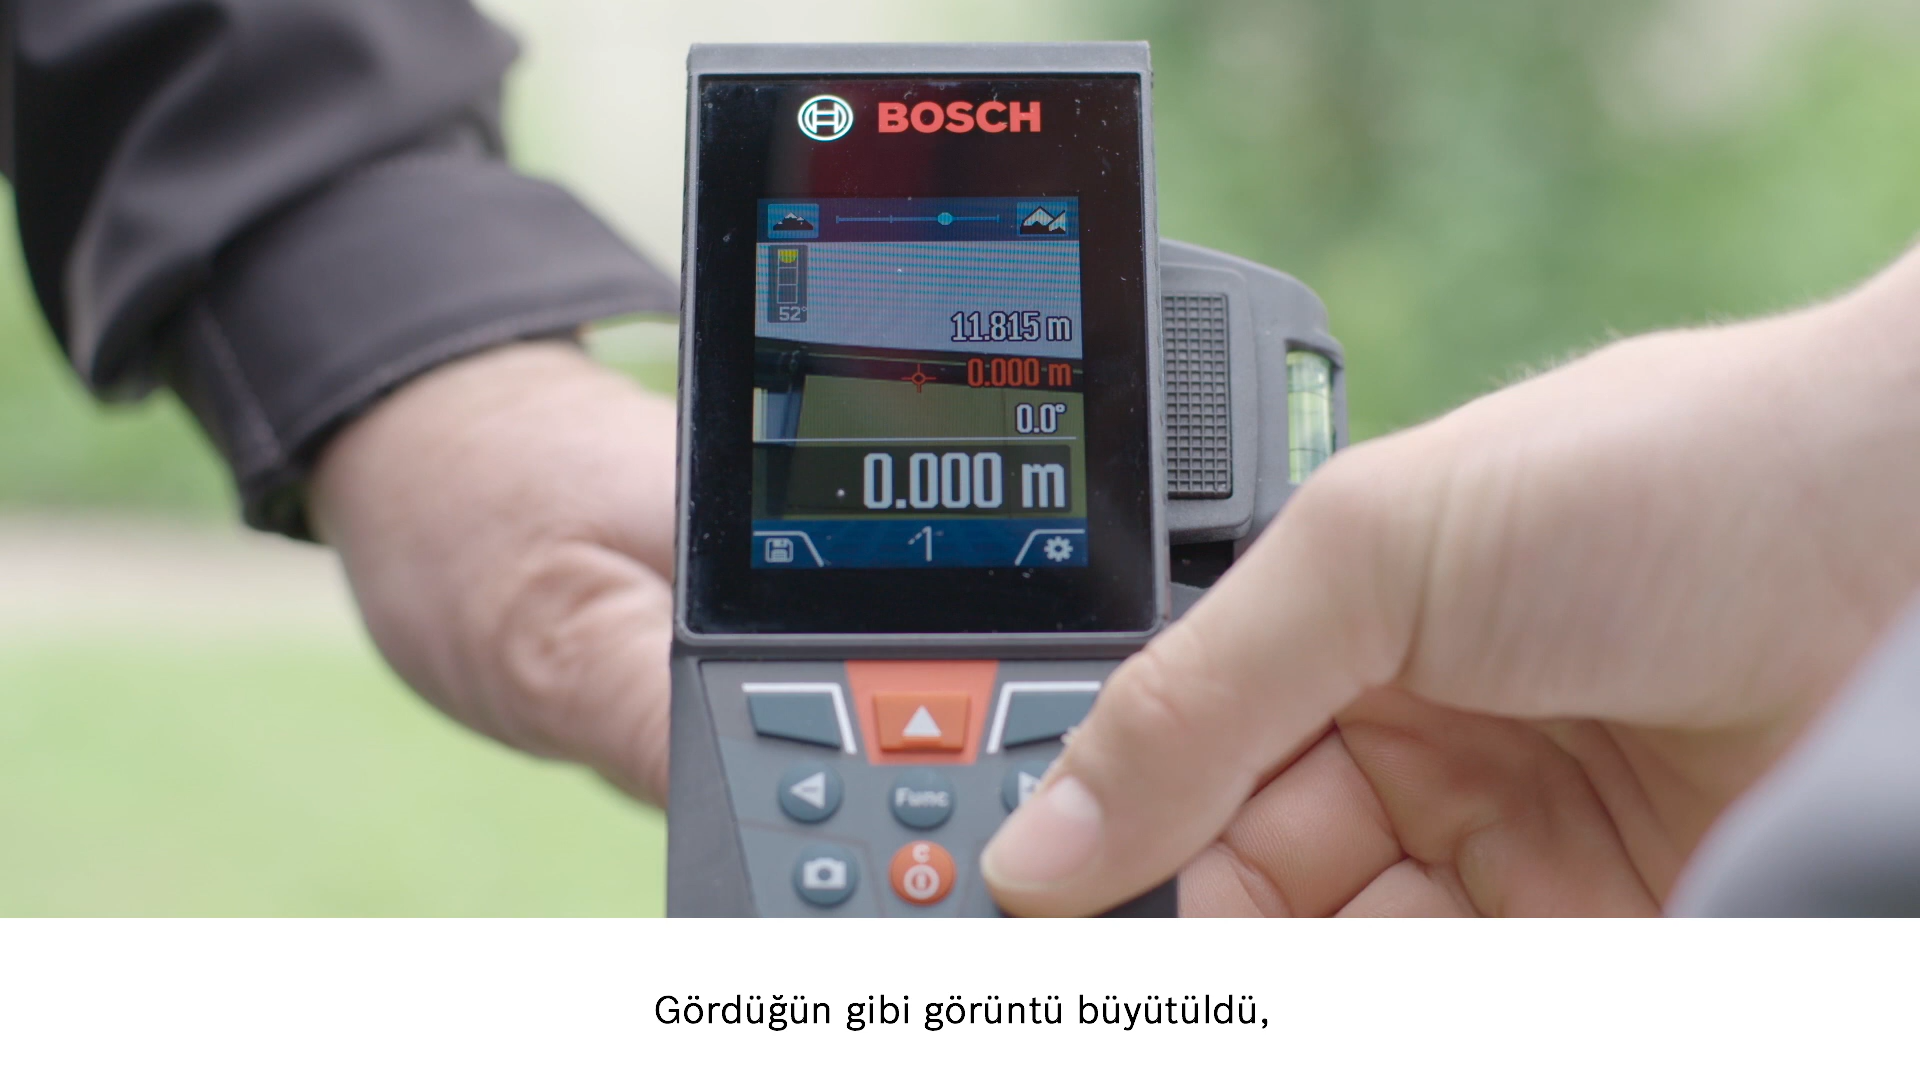 BOSCH
52°
11.815 m
0.000 m
0.0°
0.000 m
1
Func
C
Gördüğün gibi görüntü büyütüldü,